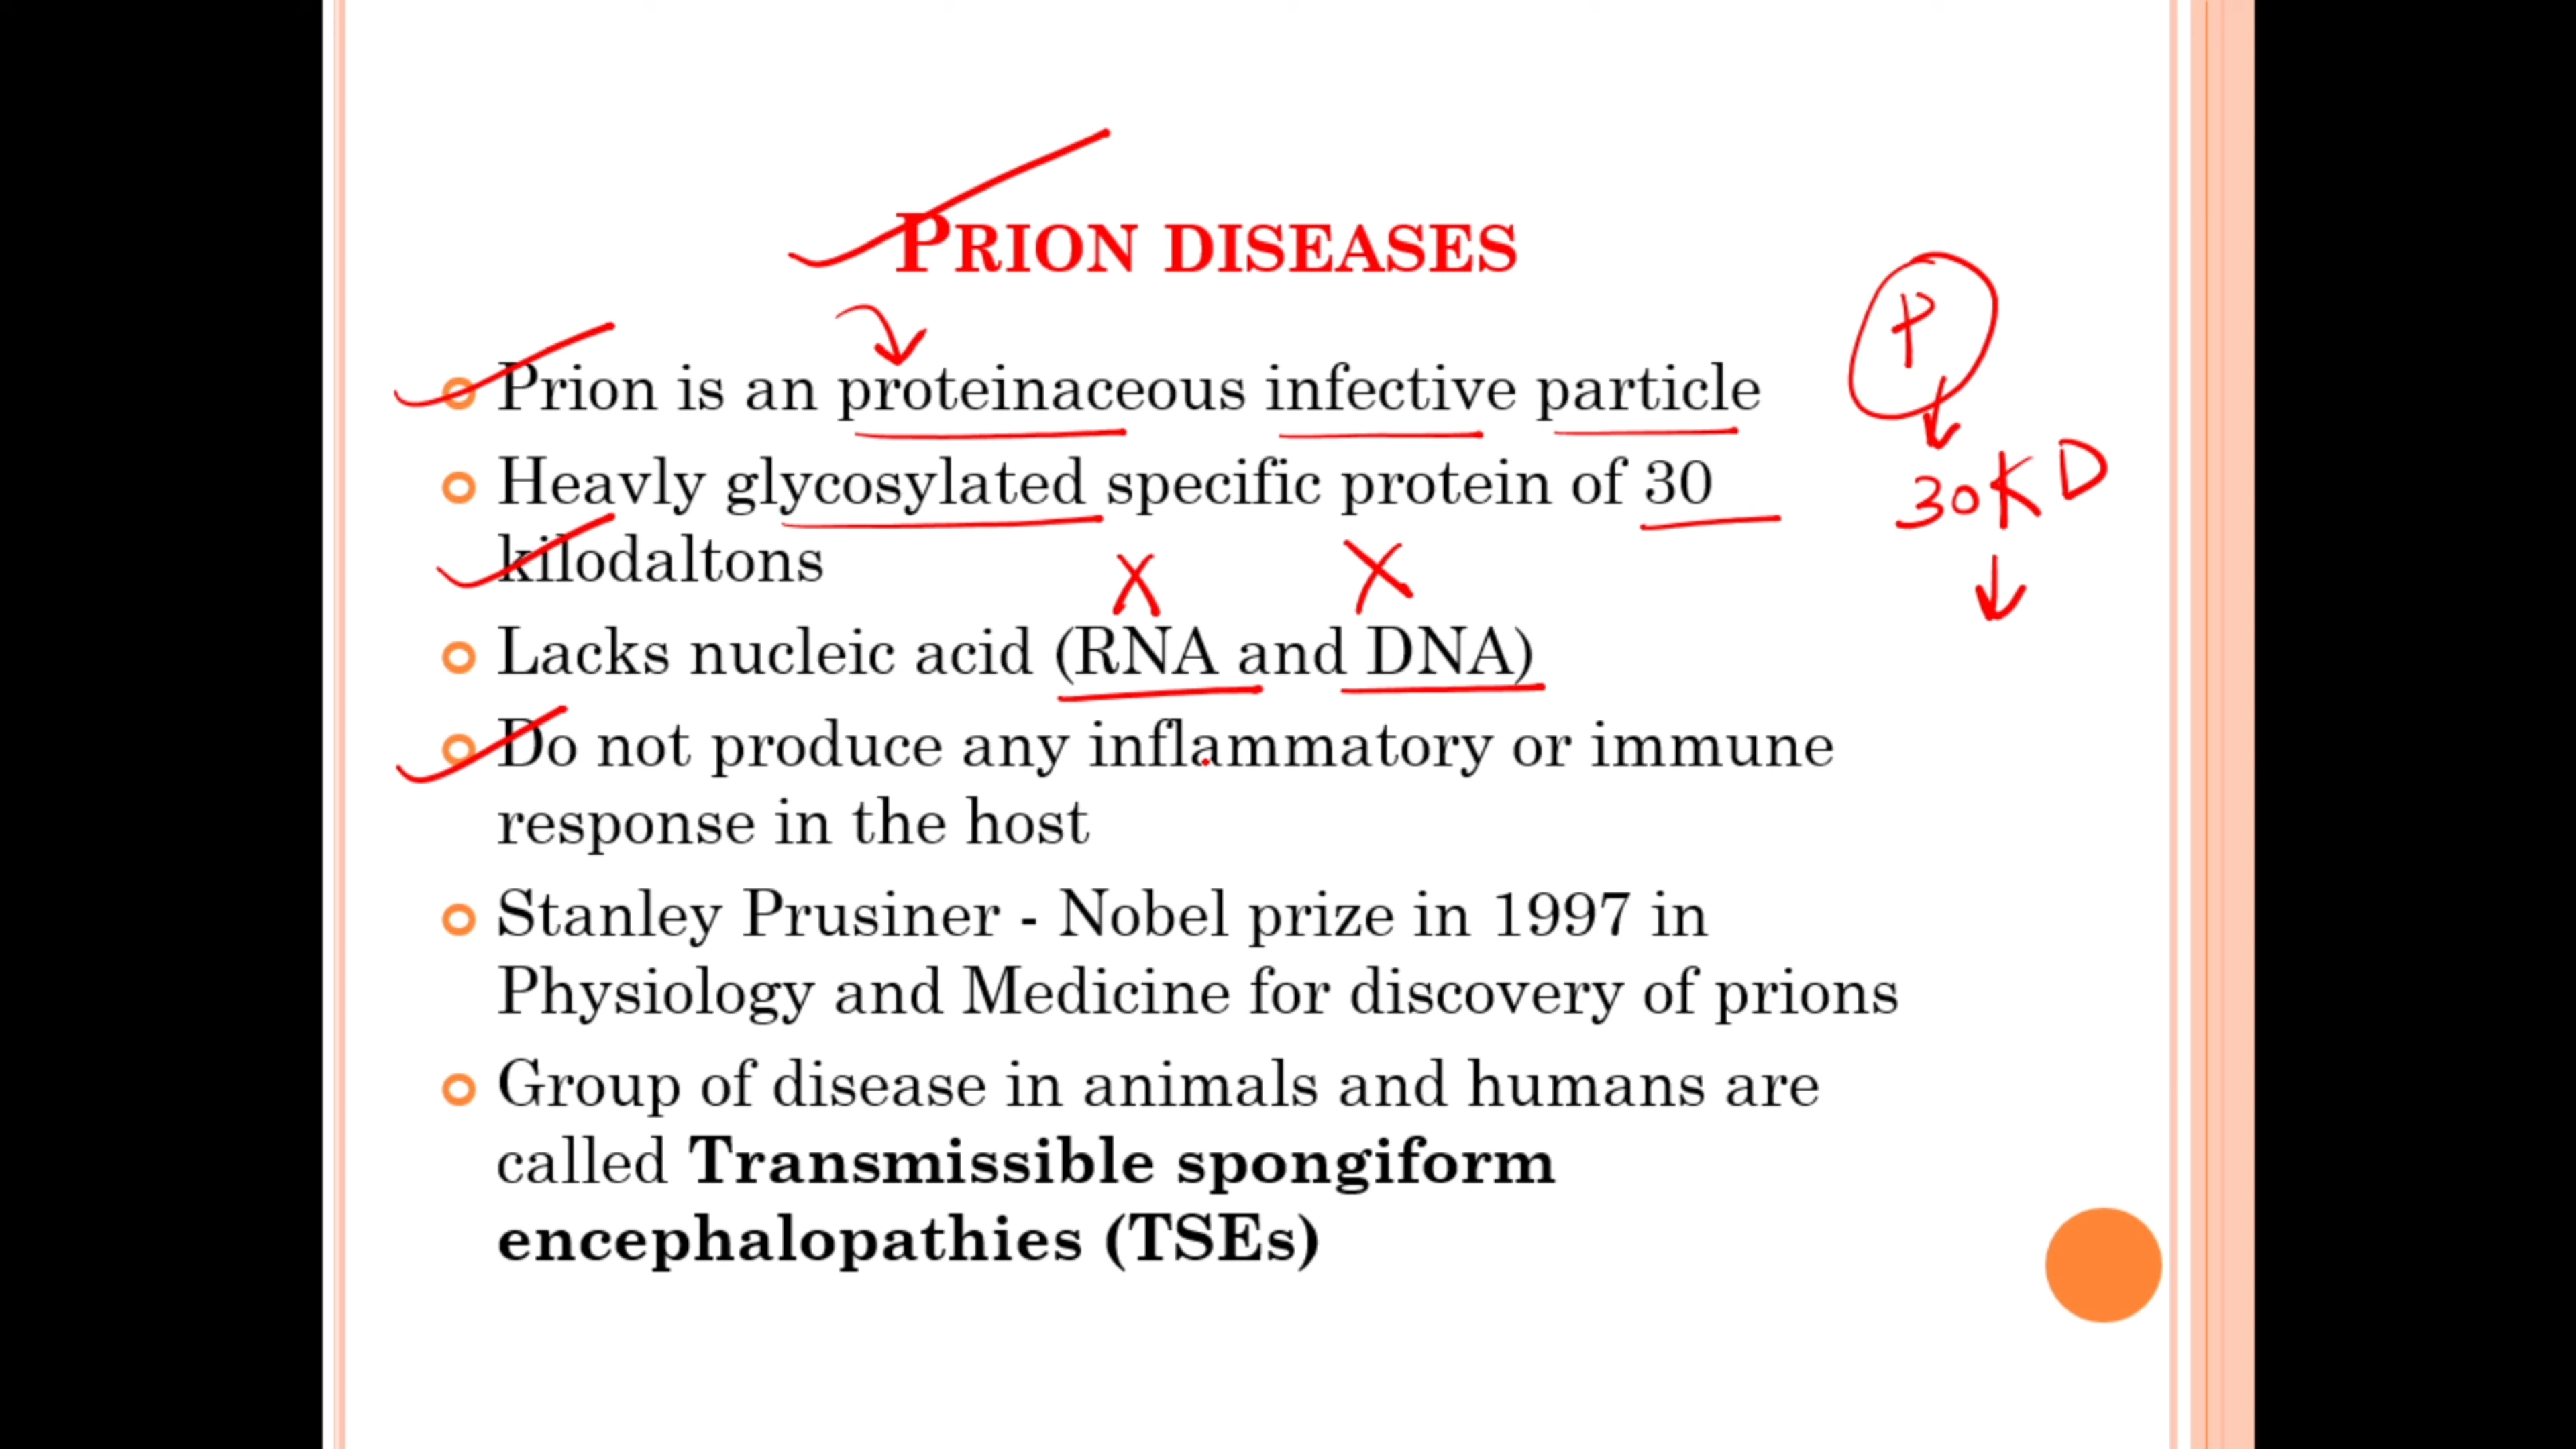 PRION DISEASES
Prion is an proteinaceous infective particle
P
Heavly glycosylated specific protein of 30
30KD
kilodaltons
X X
Lacks nucleic acid (RNA and DNA)
Do not produce any inflammatory or immune
response in the host
Stanley Prusiner - Nobel prize in 1997 in
Physiology and Medicine for discovery of prions
Group of disease in animals and humans are
called Transmissible spongiform
encephalopathies (TSEs)